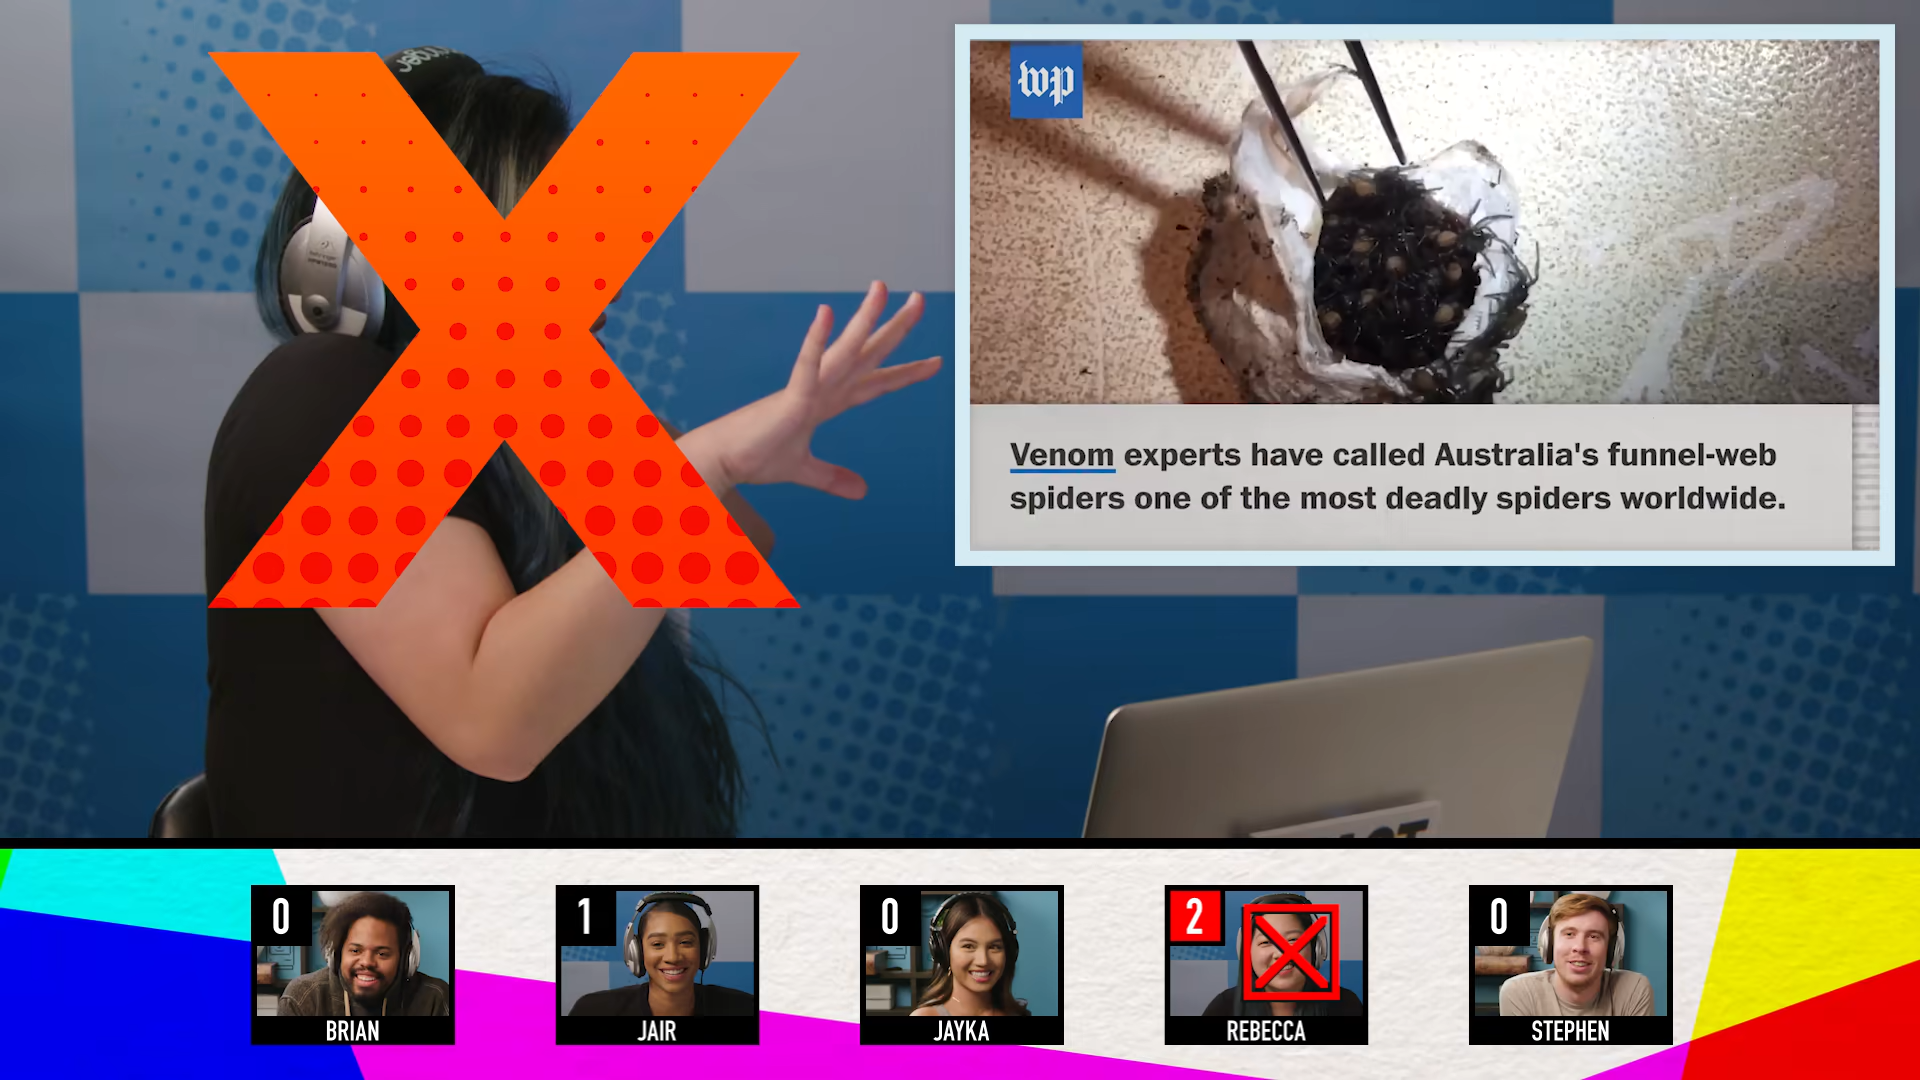 wp
Venom experts have called Australia's funnel-web
spiders one of the most deadly spiders worldwide.
0
1
0
2
0
BRIAN
JAIR
JAYKA
REBECCA
STEPHEN